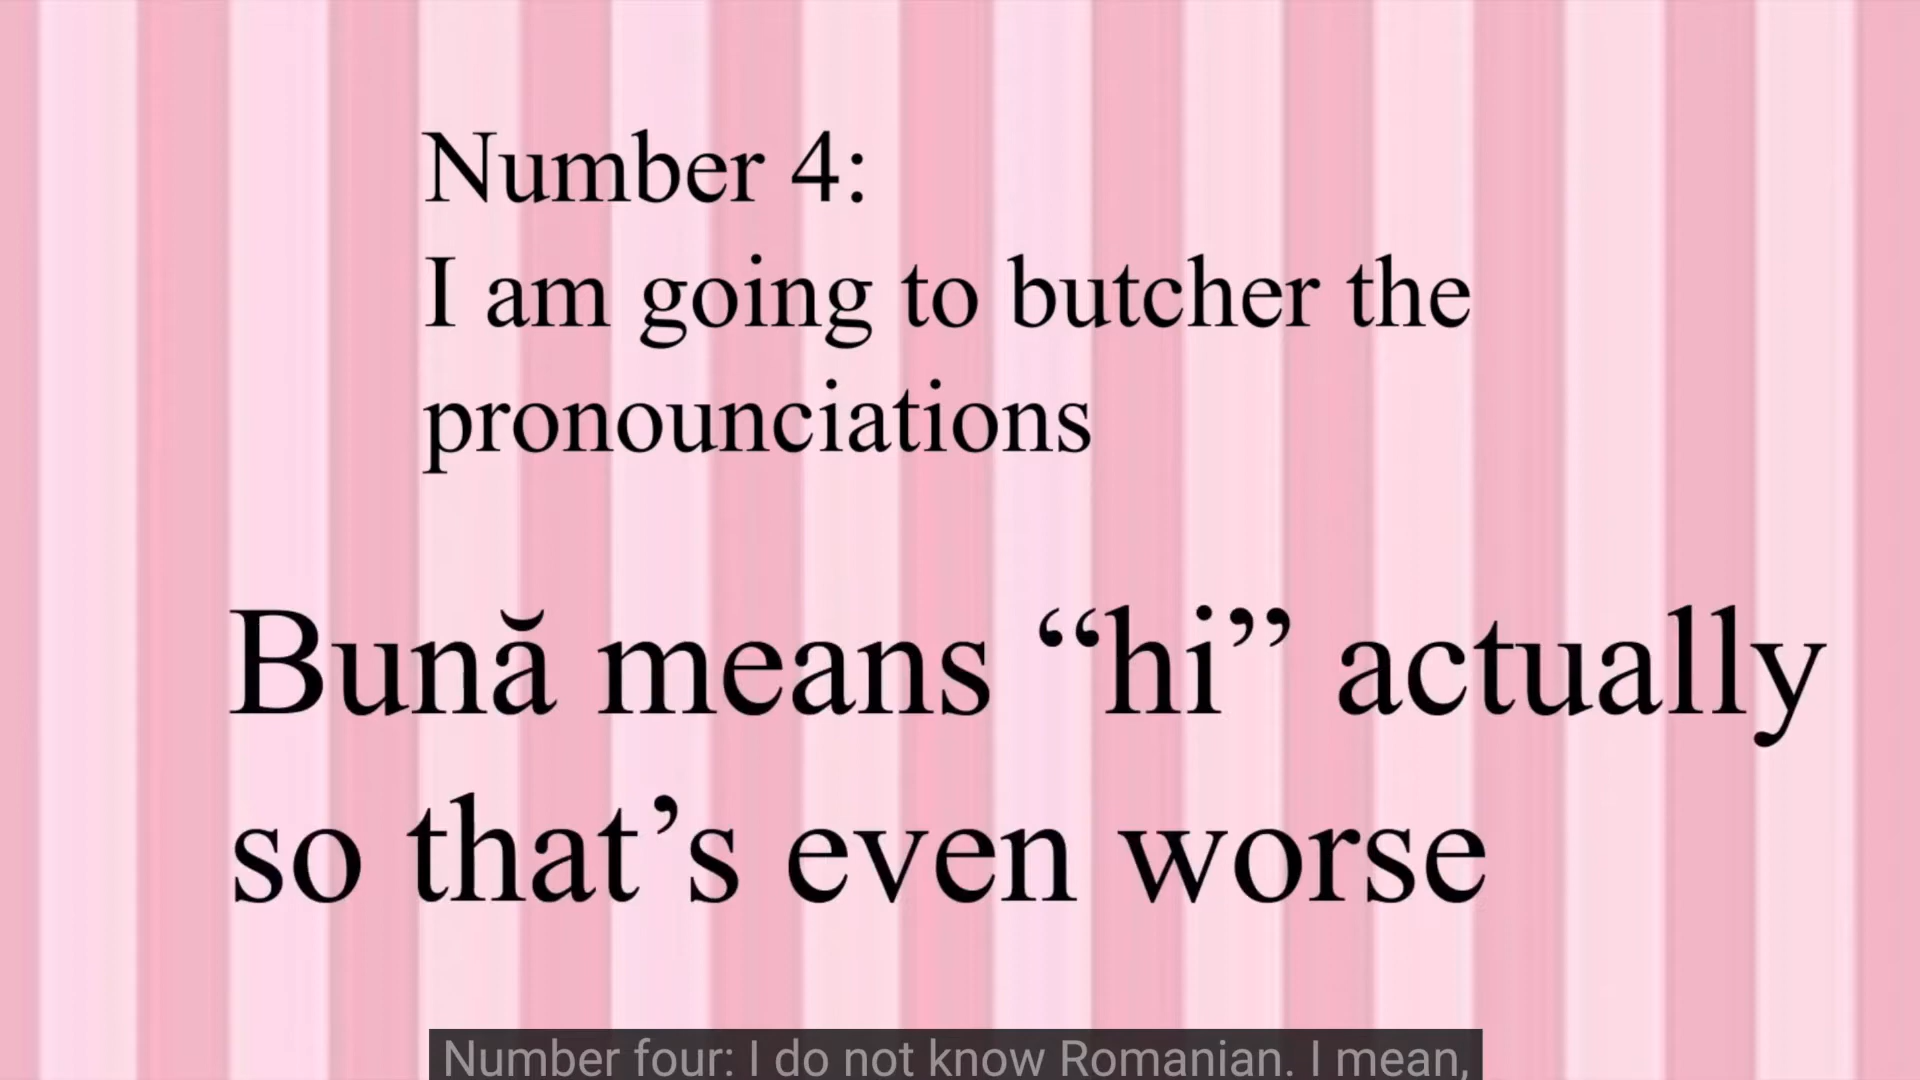 Number 4:
I am going to butcher the
pronounciations
Bună means “hi” actually
so that’s even worse
Number four: I do not know Romanian. I mean,